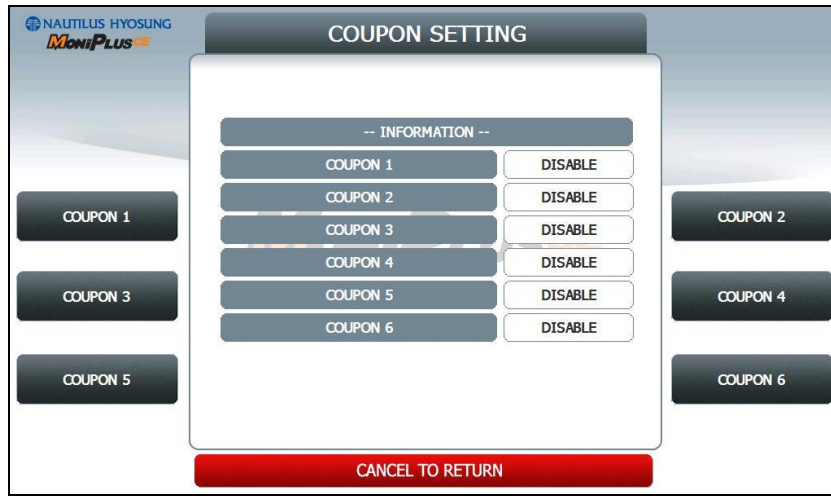 NAUTILUS HYOSUNG
MONiPLUSCE
COUPON SETTING
-- INFORMATION --
COUPON 1 DISABLE
COUPON 2 DISABLE
COUPON 3 DISABLE
COUPON 4 DISABLE
COUPON 5 DISABLE
COUPON 6 DISABLE
COUPON 1
COUPON 2
COUPON 3
COUPON 4
COUPON 5
COUPON 6
MONiPLUSCE
CANCEL TO RETURN